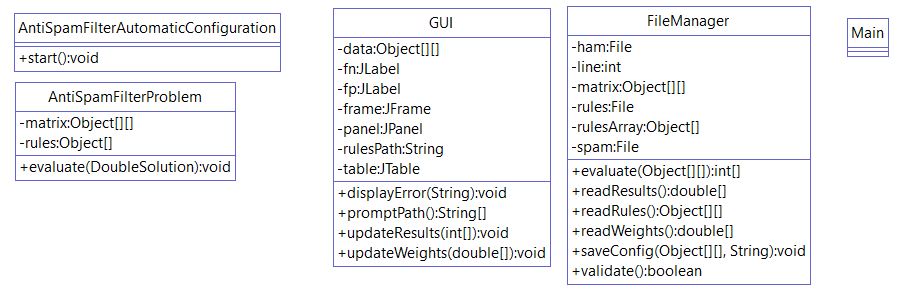 AntiSpamFilterAutomaticConfiguration
+start():void
AntiSpamFilterProblem
-matrix:Object[][]
-rules:Object[]
+evaluate(DoubleSolution):void
GUI
-data:Object[][]
-fn:JLabel
-fp:JLabel
-frame:JFrame
-panel:JPanel
-rulesPath:String
-table:JTable
+displayError(String):void
+promptPath():String[]
+updateResults(int[]):void
+updateWeights(double[]):void
FileManager
-ham:File
-line:int
-matrix:Object[][]
-rules:File
-rulesArray:Object[]
-spam:File
+evaluate(Object[][]):int[]
+readResults():double[]
+readRules():Object[][]
+readWeights():double[]
+saveConfig(Object[][], String):void
+validate():boolean
Main